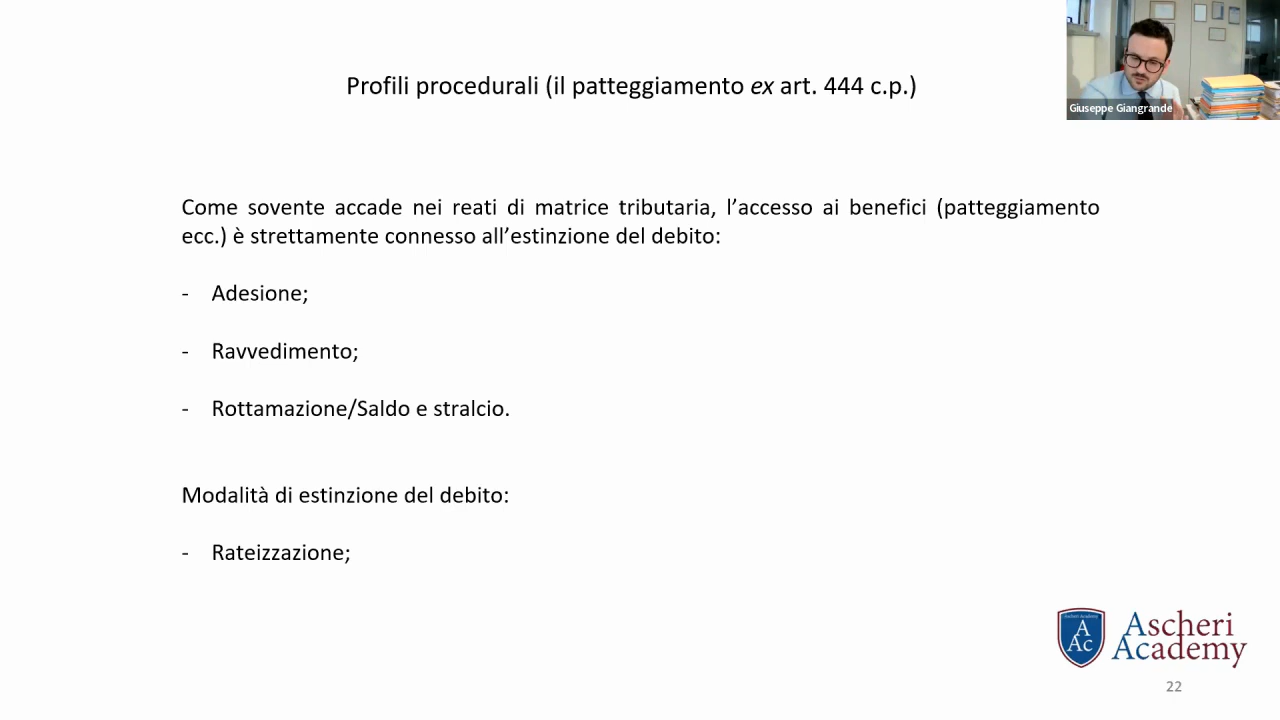 Profili procedurali (il patteggiamento ex art. 444 c.p.)
Giuseppe Giangrande
Come sovente accade nei reati di matrice tributaria, l’accesso ai benefici (patteggiamento
ecc.) è strettamente connesso all’estinzione del debito:
- Adesione;
- Ravvedimento;
- Rottamazione/Saldo e stralcio.
Modalità di estinzione del debito:
- Rateizzazione;
A
Ac
Ascheri
Academy
22